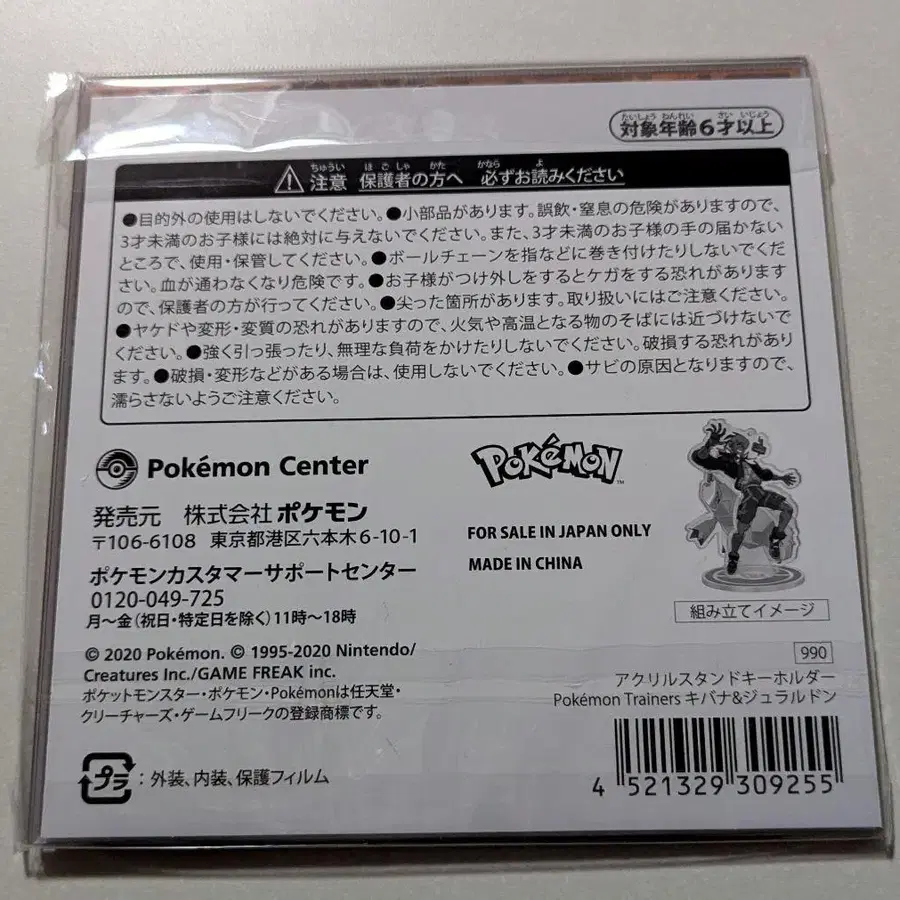 対象年齢6才以上
たいしょう ねんれい さい いじょう
注意 保護者の方へ 必ずお読みください
ちゅうい ほごしゃ かた かなら よ
●目的外の使用はしないでください。●小部品があります。誤飲・窒息の危険がありますので、
3才未満のお子様には絶対に与えないでください。また、3才未満のお子様の手の届かない
ところで、使用・保管してください。●ボールチェーンを指などに巻き付けたりしないでくだ
さい。血が通わなくなり危険です。●お子様がつけ外しをするとケガをする恐れがあります
ので、保護者の方が行ってください。●尖った箇所があります。取り扱いにはご注意ください。
●ヤケドや変形・変質の恐れがありますので、火気や高温となる物のそばには近づけないで
ください。●強く引っ張ったり、無理な負荷をかけたりしないでください。破損する恐れがあり
ます。●破損・変形などがある場合は、使用しないでください。●サビの原因となりますので、
濡らさないようご注意ください。
Pokémon Center
発売元 株式会社ポケモン
〒106-6108 東京都港区六本木6-10-1
ポケモンカスタマーサポートセンター
0120-049-725
月～金(祝日・特定日を除く)11時～18時
© 2020 Pokémon. © 1995-2020 Nintendo/
Creatures Inc./GAME FREAK inc.
ポケットモンスター・ポケモン・Pokémonは任天堂・
クリーチャーズ・ゲームフリークの登録商標です。
プラ:外装、内装、保護フィルム
POKéMON™
FOR SALE IN JAPAN ONLY
MADE IN CHINA
組み立てイメージ
990
アクリルスタンドキーホルダー
Pokémon Trainers キバナ&ジュラルドン
4 521329 309255